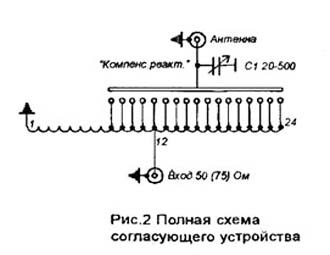 Антенна
"Компенс реакт."
С1 20-500
1
24
12
Вход 50 (75) Ом
Рис.2 Полная схема
согласующего устройства